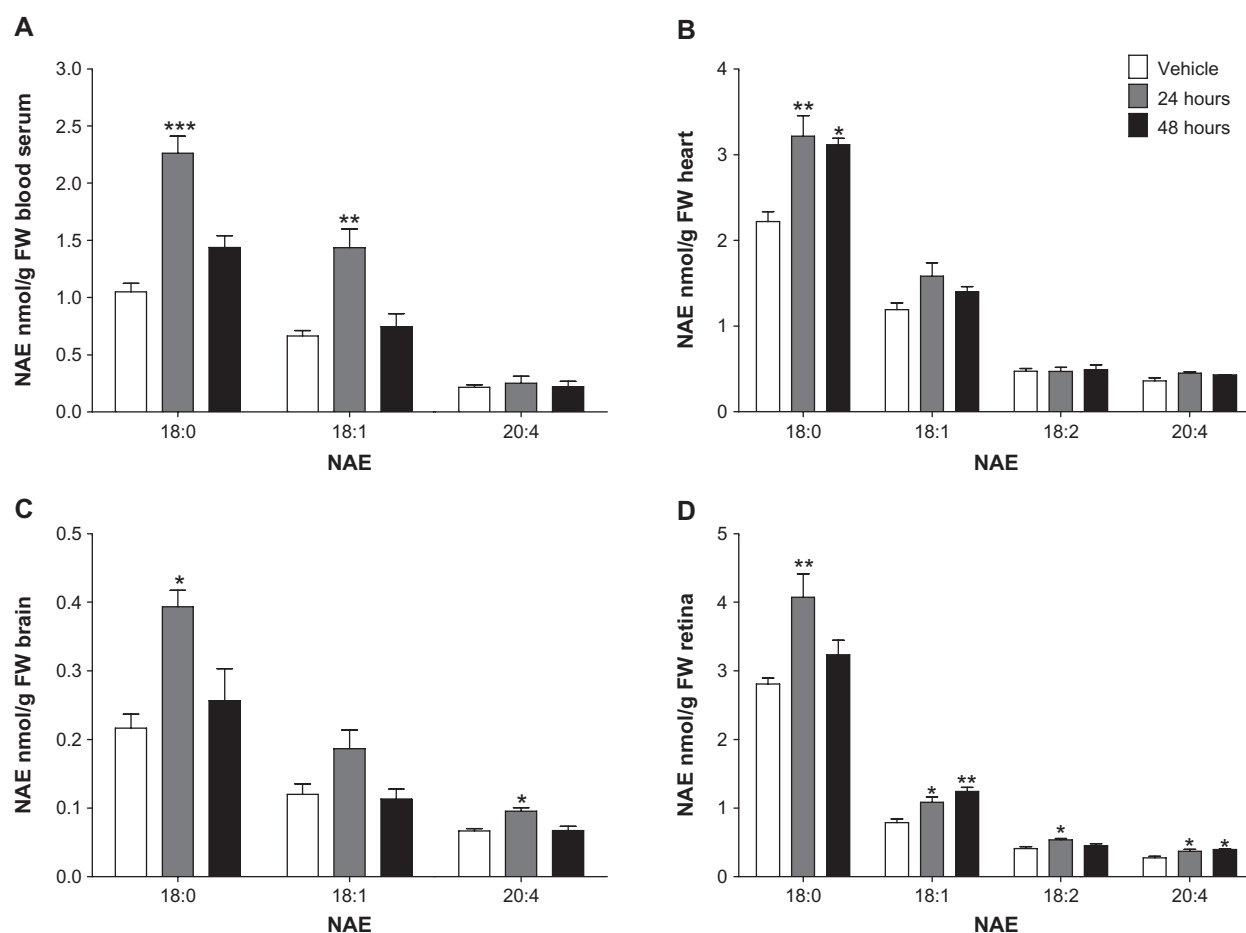 A
NAE nmol/g FW blood serum
3.0
2.5
2.0
1.5
1.0
0.5
0.0
***
**
18:0 18:1 20:4
NAE
B
Vehicle
24 hours
48 hours
NAE nmol/g FW heart
4
3
2
1
0
**
*
18:0 18:1 18:2 20:4
NAE
C
NAE nmol/g FW brain
0.5
0.4
0.3
0.2
0.1
0.0
*
*
18:0 18:1 20:4
NAE
D
NAE nmol/g FW retina
5
4
3
2
1
0
**
* **
*
* *
18:0 18:1 18:2 20:4
NAE